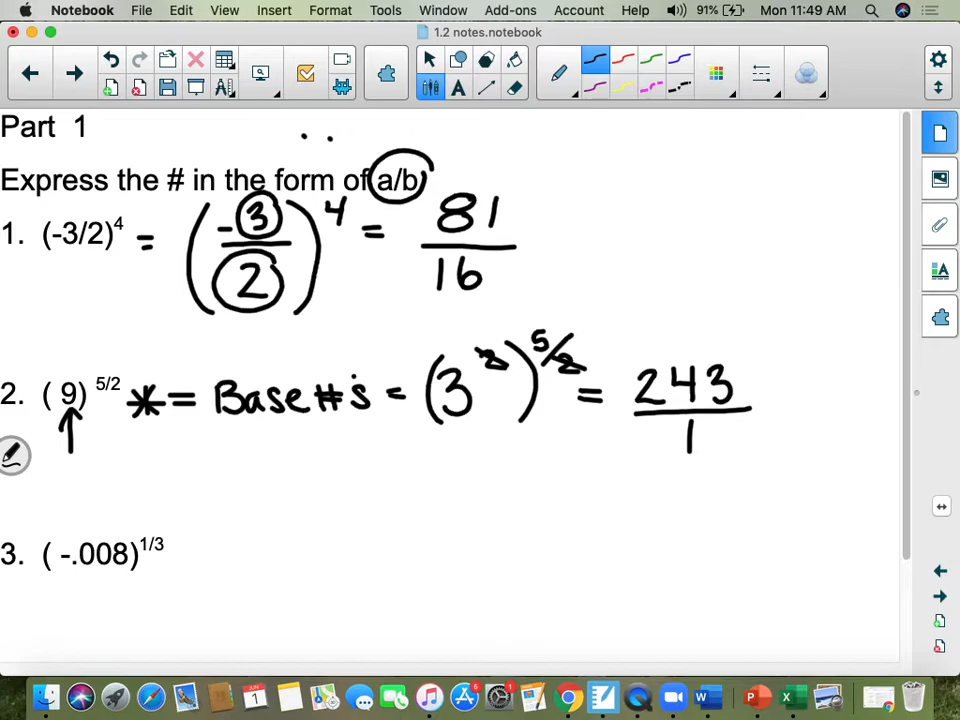 Notebook File Edit View Insert Format Tools Window Add-ons Account Help 91% Mon 11:49 AM
1.2 notes.notebook
Part 1
Express the # in the form of a/b
1. (-3/2)^4 = (-3/2)^4 = 81/16
2. ( 9) ^5/2 * = Base #'s = (3^2)^5/2 = 243/1
3. ( -.008)^1/3